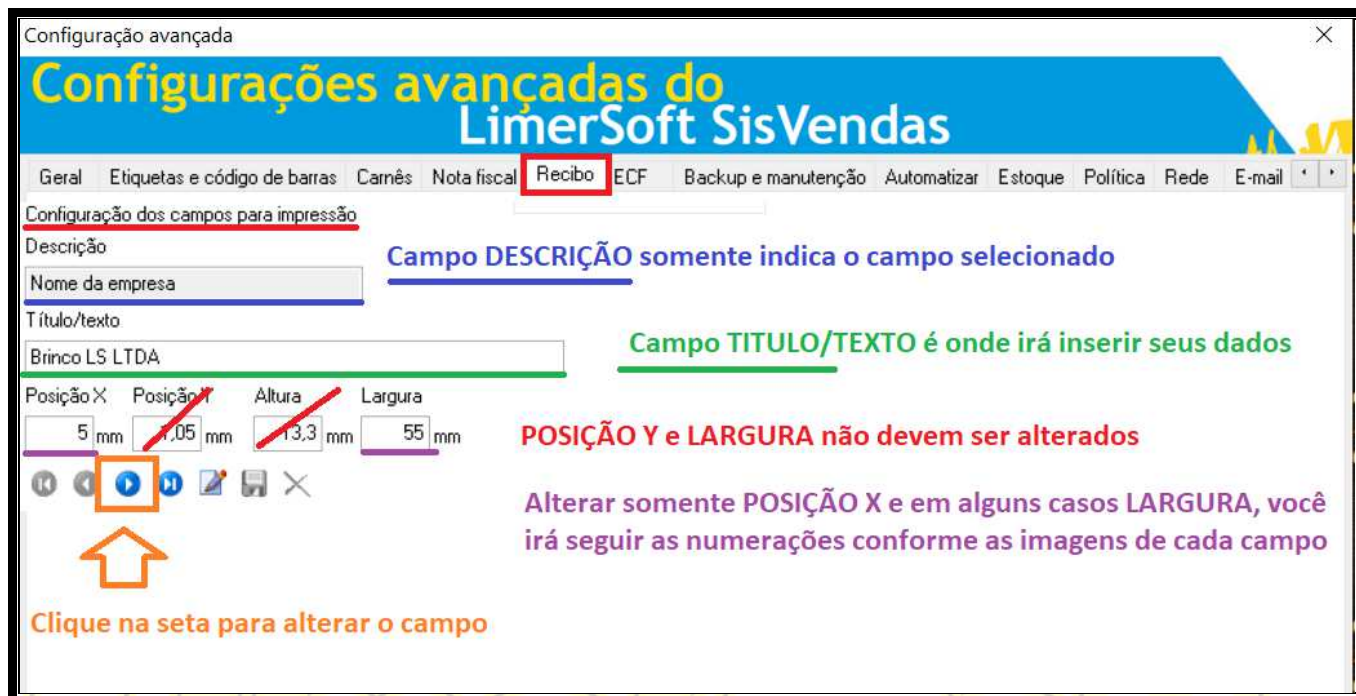 Configuração avançada
Configurações avançadas do
LimerSoft SisVendas
Geral Etiquetas e código de barras Carnês Nota fiscal Recibo ECF Backup e manutenção Automatizar Estoque Política Rede E-mail
Configuração dos campos para impressão
Descrição
Campo DESCRIÇÃO somente indica o campo selecionado
Nome da empresa
Título/texto
Campo TITULO/TEXTO é onde irá inserir seus dados
Brinco LS LTDA
Posição X Posição Y Altura Largura
5 mm ,05 mm 13,3 mm 55 mm
POSIÇÃO Y e LARGURA não devem ser alterados
Alterar somente POSIÇÃO X e em alguns casos LARGURA, você
irá seguir as numerações conforme as imagens de cada campo
Clique na seta para alterar o campo